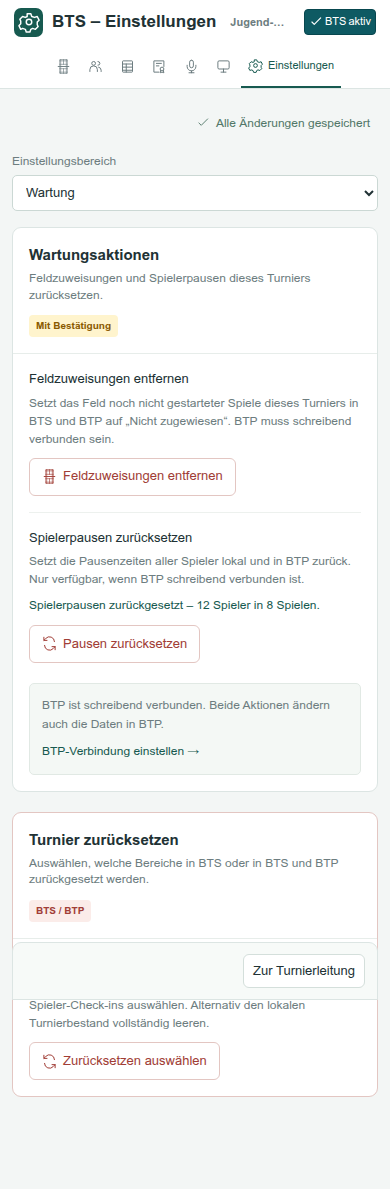 BTS – Einstellungen
Jugend-...
BTS aktiv
Einstellungen
Alle Änderungen gespeichert
Einstellungsbereich
Wartung
Wartungsaktionen
Feldzuweisungen und Spielerpausen dieses Turniers
zurücksetzen.
Mit Bestätigung
Feldzuweisungen entfernen
Setzt das Feld noch nicht gestarteter Spiele dieses Turniers in
BTS und BTP auf „Nicht zugewiesen“. BTP muss schreibend
verbunden sein.
Feldzuweisungen entfernen
Spielerpausen zurücksetzen
Setzt die Pausenzeiten aller Spieler lokal und in BTP zurück.
Nur verfügbar, wenn BTP schreibend verbunden ist.
Spielerpausen zurückgesetzt – 12 Spieler in 8 Spielen.
Pausen zurücksetzen
BTP ist schreibend verbunden. Beide Aktionen ändern
auch die Daten in BTP.
BTP-Verbindung einstellen →
Turnier zurücksetzen
Auswählen, welche Bereiche in BTS oder in BTS und BTP
zurückgesetzt werden.
BTS / BTP
Zur Turnierleitung
Spieler-Check-ins auswählen. Alternativ den lokalen
Turnierbestand vollständig leeren.
Zurücksetzen auswählen